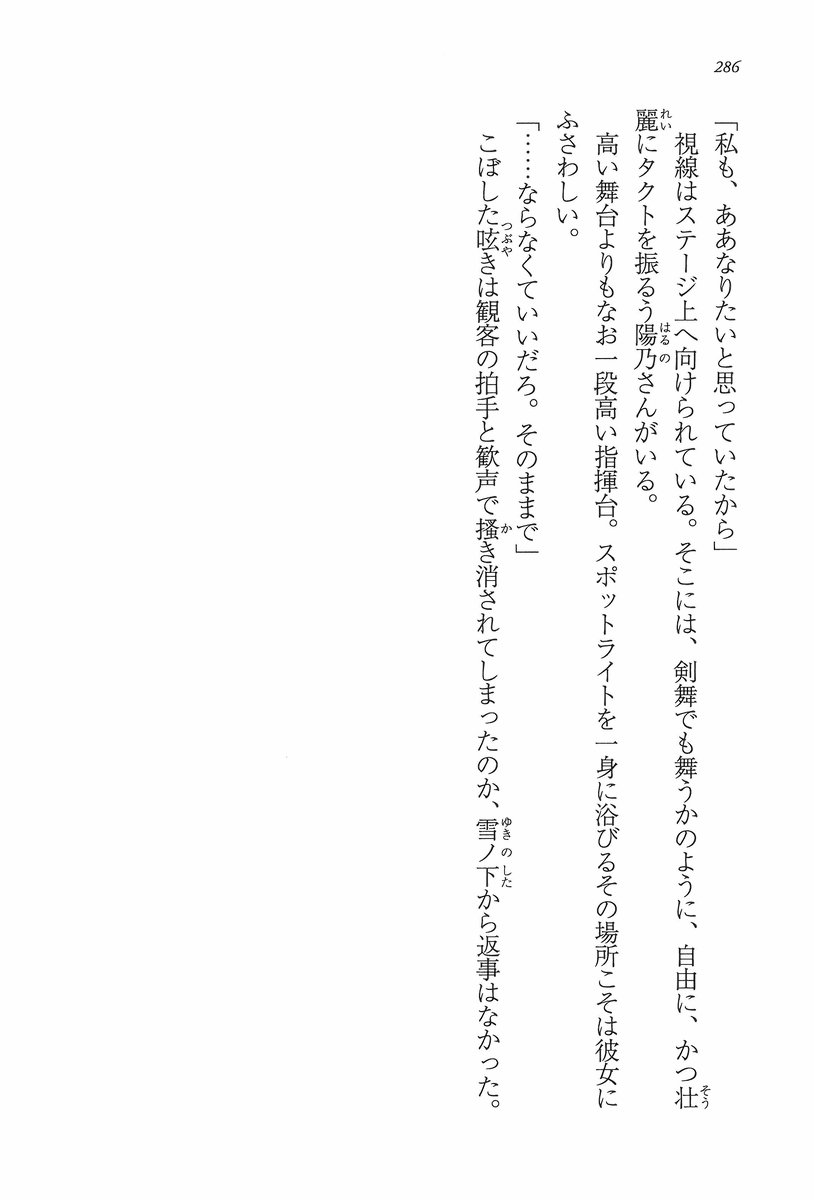 286
「私も、ああなりたいと思っていたから」
視線はステージ上へ向けられている。そこには、剣舞でも舞うかのように、自由に、かつ壮
麗にタクトを振るう陽乃さんがいる。
高い舞台よりもなお一段高い指揮台。スポットライトを一身に浴びるその場所こそは彼女に
ふさわしい。
「……ならなくていいだろ。そのままで」
こぼした呟きは観客の拍手と歓声で搔き消されてしまったのか、雪ノ下から返事はなかった。